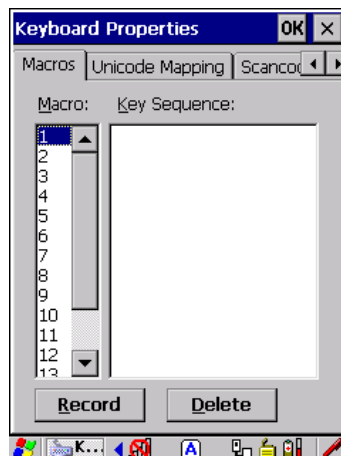 Keyboard Properties OK ×
Macros Unicode Mapping Scancod
Macro: Key Sequence:
1
2
3
4
5
6
7
8
9
10
11
12
13
Record Delete
K... A